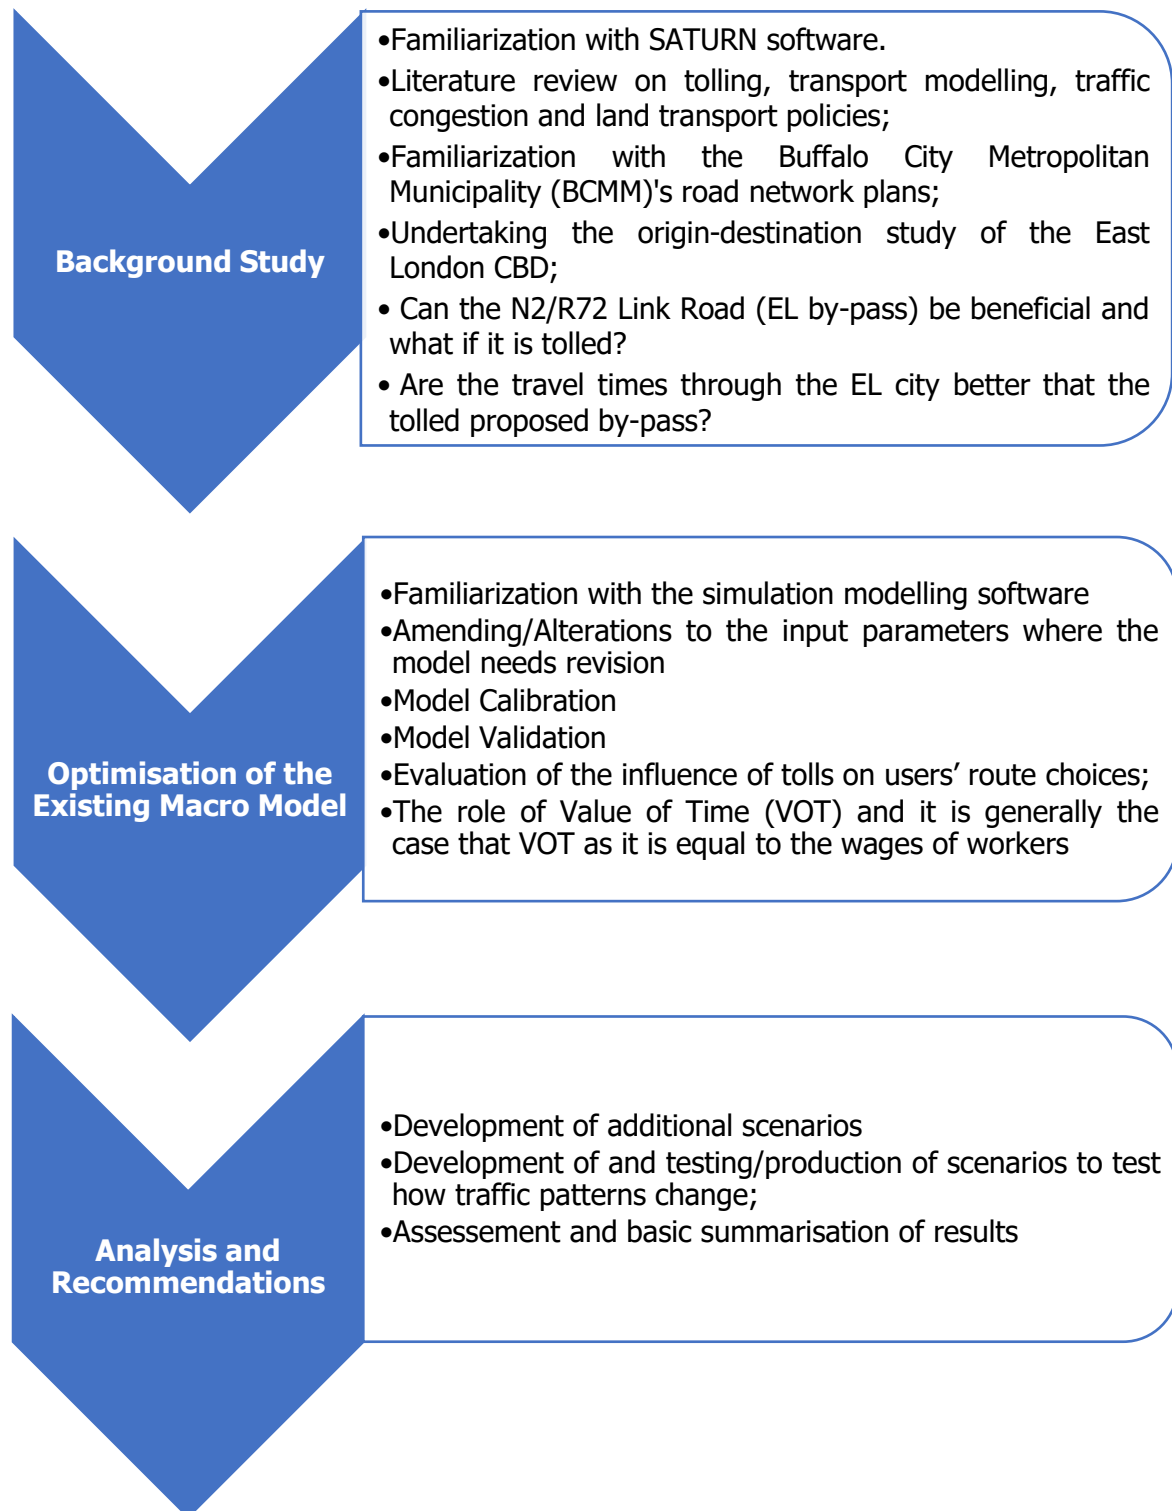 Background Study
•Familiarization with SATURN software.
•Literature review on tolling, transport modelling, traffic
congestion and land transport policies;
•Familiarization with the Buffalo City Metropolitan
Municipality (BCMM)'s road network plans;
•Undertaking the origin-destination study of the East
London CBD;
• Can the N2/R72 Link Road (EL by-pass) be beneficial and
what if it is tolled?
• Are the travel times through the EL city better that the
tolled proposed by-pass?
Optimisation of the
Existing Macro Model
•Familiarization with the simulation modelling software
•Amending/Alterations to the input parameters where the
model needs revision
•Model Calibration
•Model Validation
•Evaluation of the influence of tolls on users’ route choices;
•The role of Value of Time (VOT) and it is generally the
case that VOT as it is equal to the wages of workers
Analysis and
Recommendations
•Development of additional scenarios
•Development of and testing/production of scenarios to test
how traffic patterns change;
•Assessement and basic summarisation of results